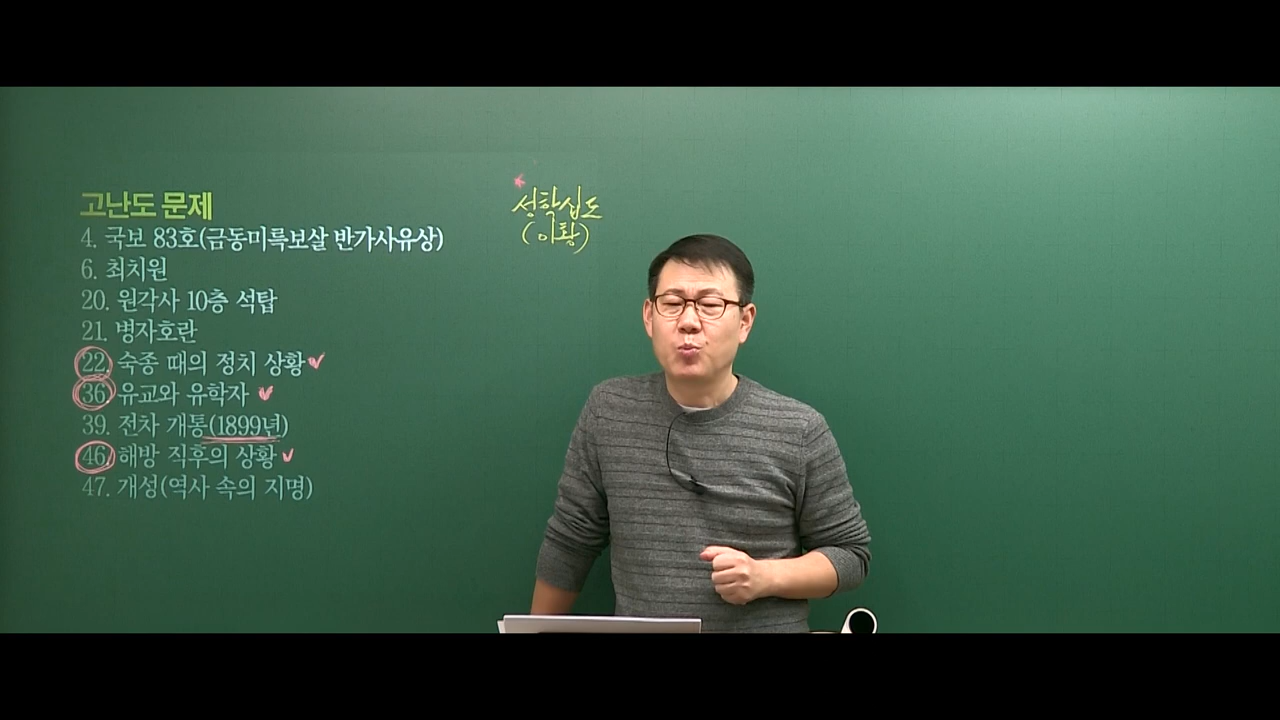 고난도 문제
4. 국보 83호(금동미륵보살 반가사유상)
6. 최치원
20. 원각사 10층 석탑
21. 병자호란
22. 숙종 때의 정치 상황
36. 유교와 유학자
39. 전차 개통(1899년)
46. 해방 직후의 상황
47. 개성(역사 속의 지명)
성학십도
(이황)